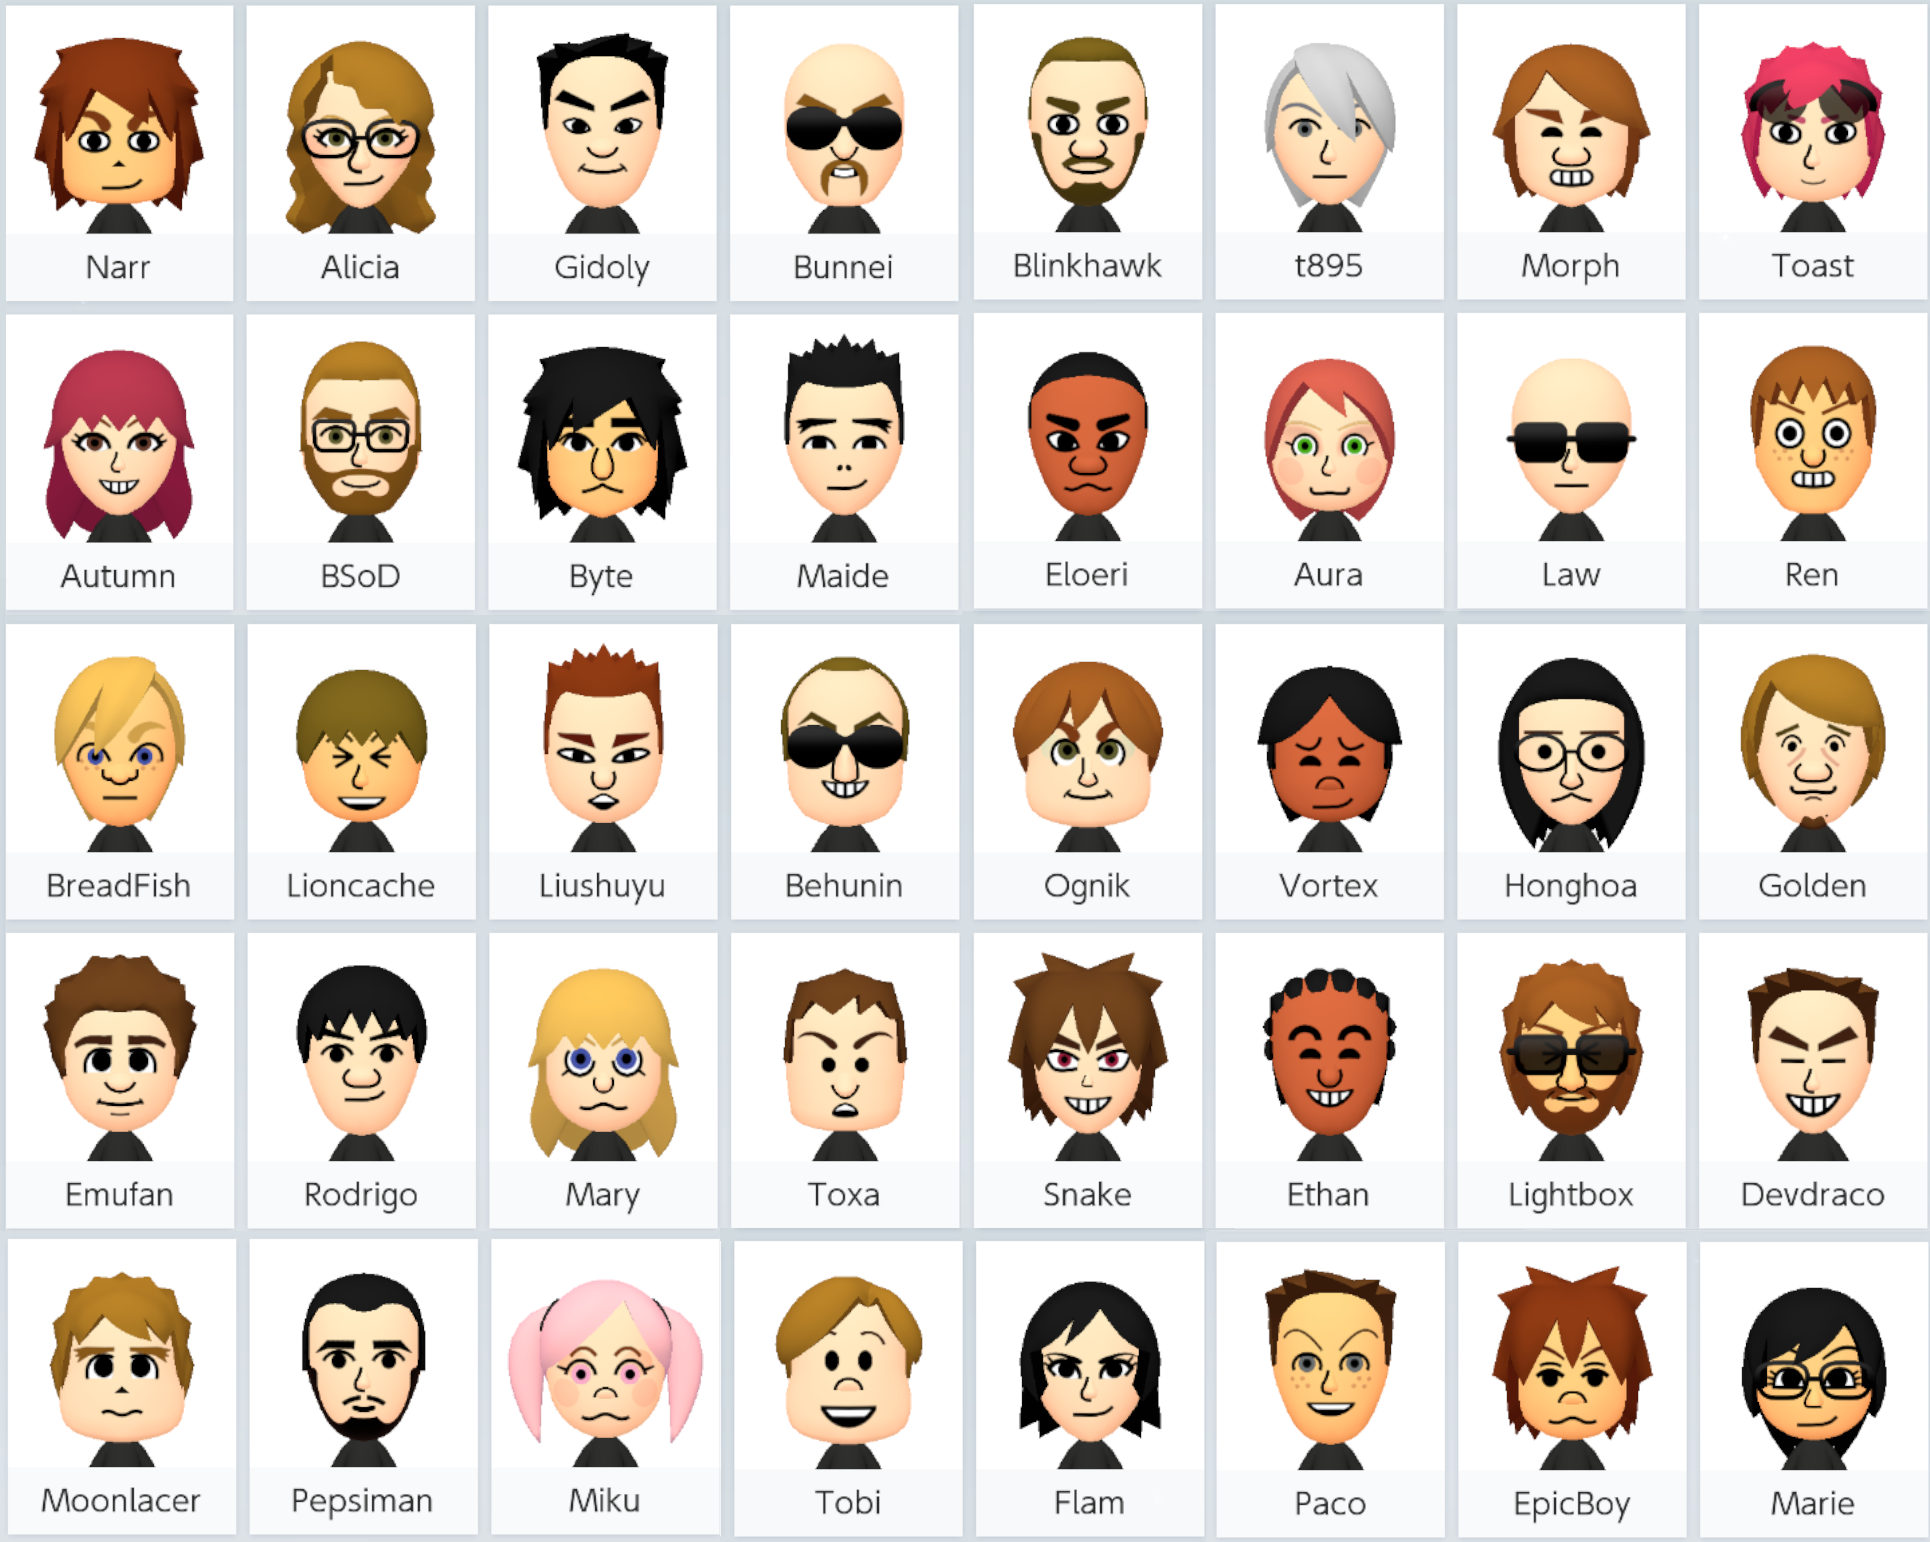 Narr
Alicia
Gidoly
Bunnei
Blinkhawk
t895
Morph
Toast
Autumn
BSoD
Byte
Maide
Eloeri
Aura
Law
Ren
BreadFish
Lioncache
Liushuyu
Behunin
Ognik
Vortex
Honghoa
Golden
Emufan
Rodrigo
Mary
Toxa
Snake
Ethan
Lightbox
Devdraco
Moonlacer
Pepsiman
Miku
Tobi
Flam
Paco
EpicBoy
Marie